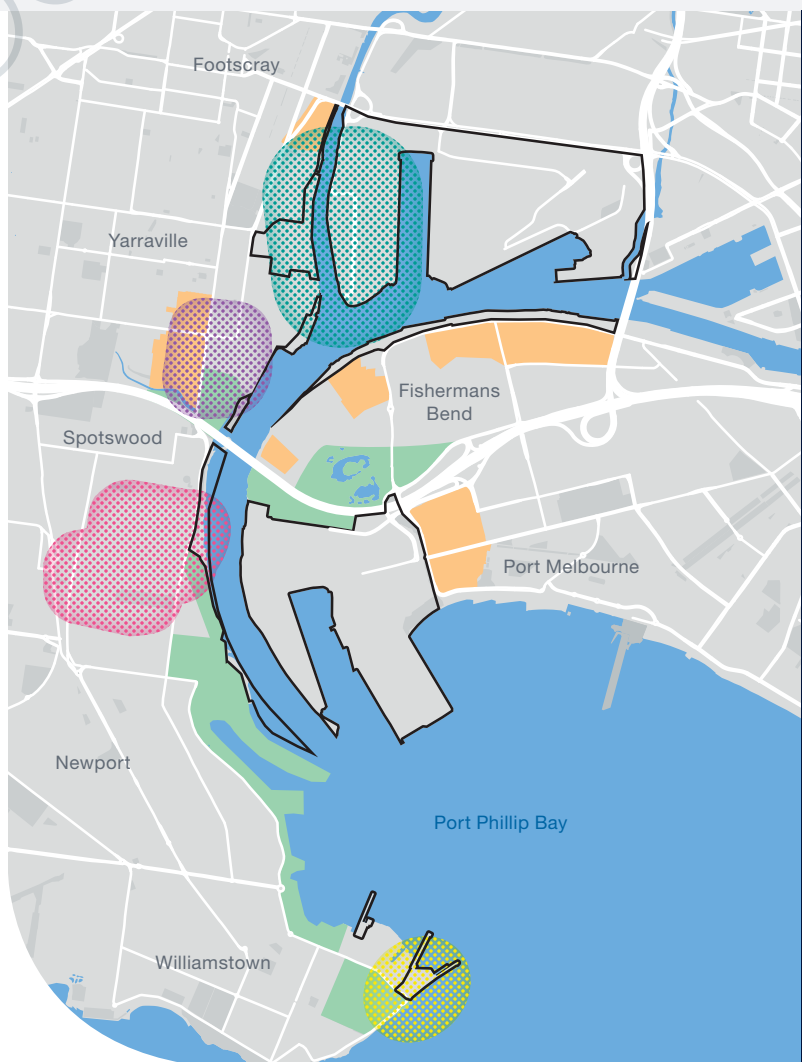 Footscray
Yarraville
Fishermans
Bend
Spotswood
Port Melbourne
Newport
Port Phillip Bay
Williamstown